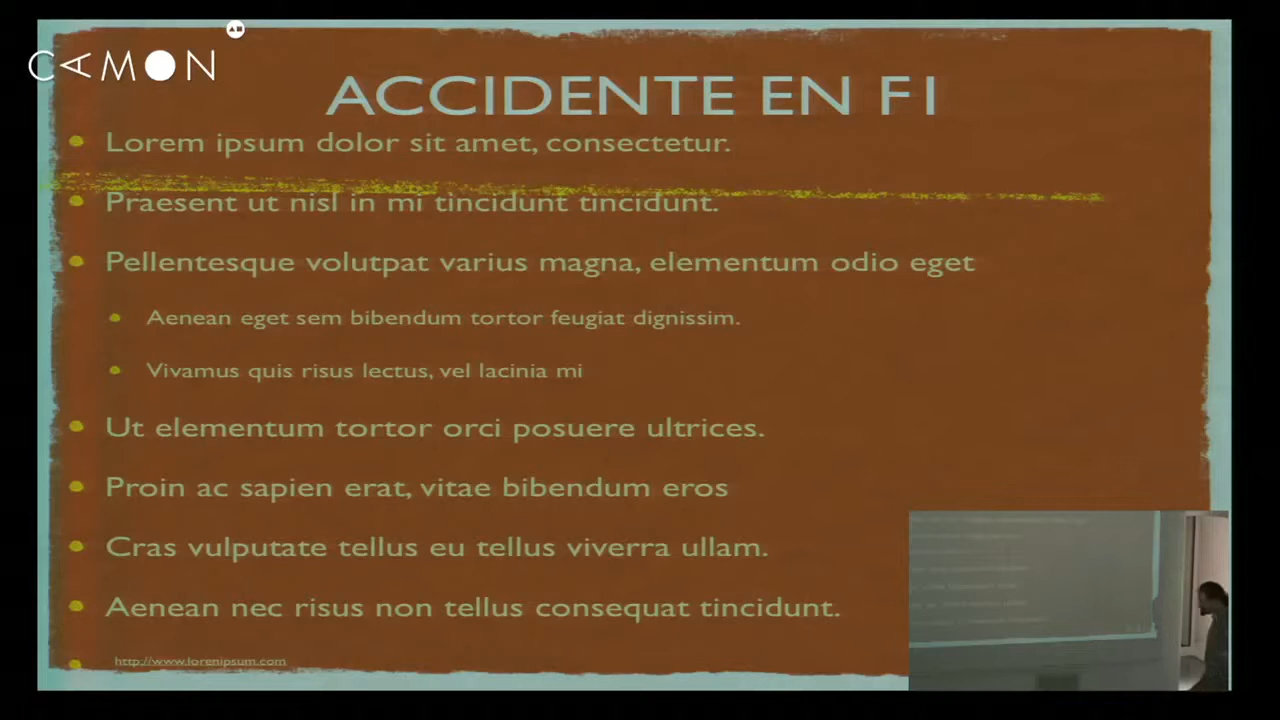 CAMON
ACCIDENTE EN F1
Lorem ipsum dolor sit amet, consectetur.
Praesent ut nisl in mi tincidunt tincidunt.
Pellentesque volutpat varius magna, elementum odio eget
Aenean eget sem bibendum tortor feugiat dignissim.
Vivamus quis risus lectus, vel lacinia mi
Ut elementum tortor orci posuere ultrices.
Proin ac sapien erat, vitae bibendum eros
Cras vulputate tellus eu tellus viverra ullam.
Aenean nec risus non tellus consequat tincidunt.
http://www.lorenipsum.com